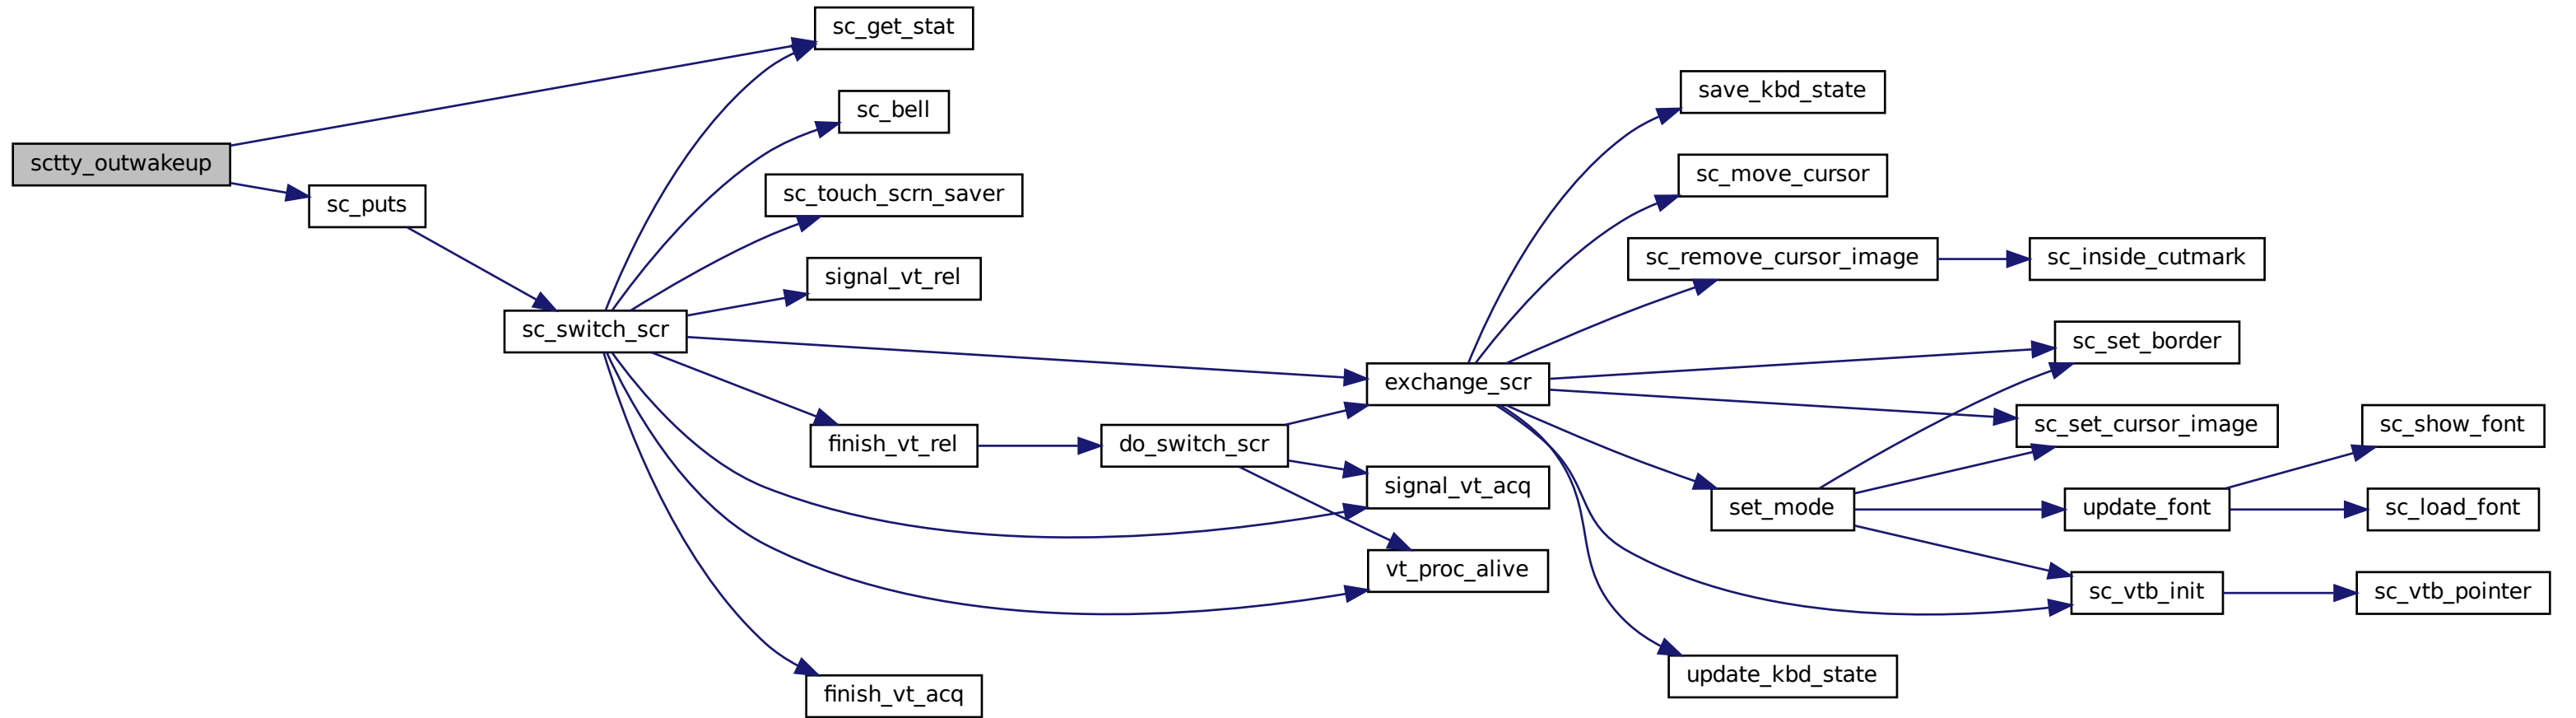 sc_get_stat
save_kbd_state
sc_bell
sctty_outwakeup
sc_move_cursor
sc_touch_scrn_saver
sc_puts
sc_remove_cursor_image
sc_inside_cutmark
signal_vt_rel
sc_switch_scr
sc_set_border
exchange_scr
sc_set_cursor_image
sc_show_font
finish_vt_rel
do_switch_scr
signal_vt_acq
set_mode
update_font
sc_load_font
vt_proc_alive
sc_vtb_init
sc_vtb_pointer
update_kbd_state
finish_vt_acq